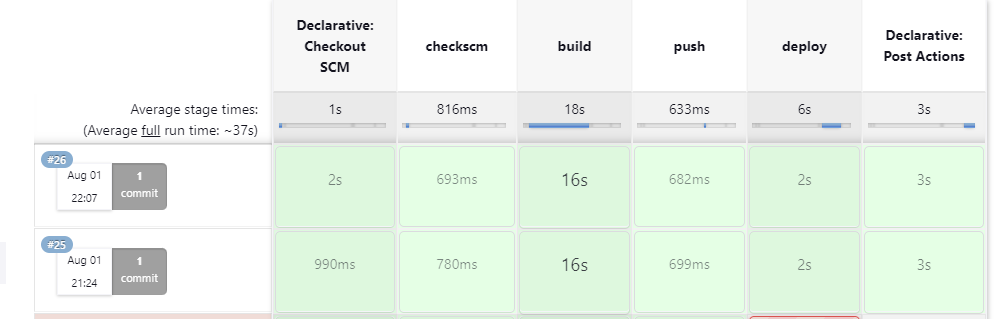 Declarative:
Checkout
SCM
checkscm
build
push
deploy
Declarative:
Post Actions
Average stage times:
(Average full run time: ~37s)
1s
816ms
18s
633ms
6s
3s
#26
Aug 01
22:07
1
commit
2s
693ms
16s
682ms
2s
3s
#25
Aug 01
21:24
1
commit
990ms
780ms
16s
699ms
2s
3s